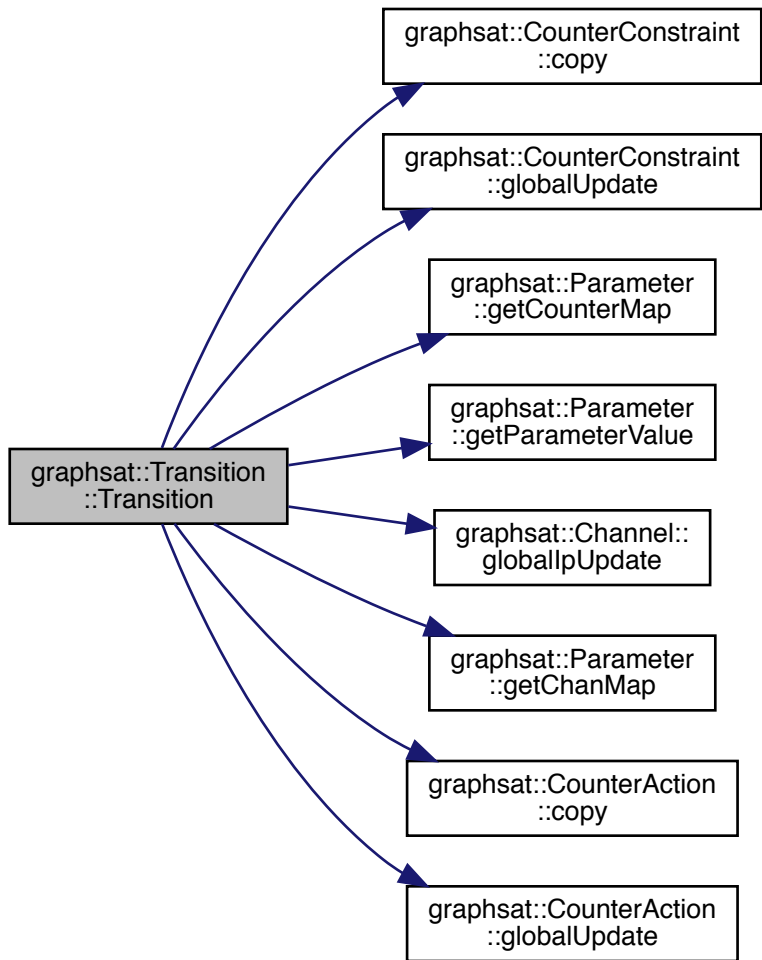 graphsat::CounterConstraint
::copy
graphsat::CounterConstraint
::globalUpdate
graphsat::Parameter
::getCounterMap
graphsat::Parameter
::getParameterValue
graphsat::Transition
::Transition
graphsat::Channel::
globalIpUpdate
graphsat::Parameter
::getChanMap
graphsat::CounterAction
::copy
graphsat::CounterAction
::globalUpdate